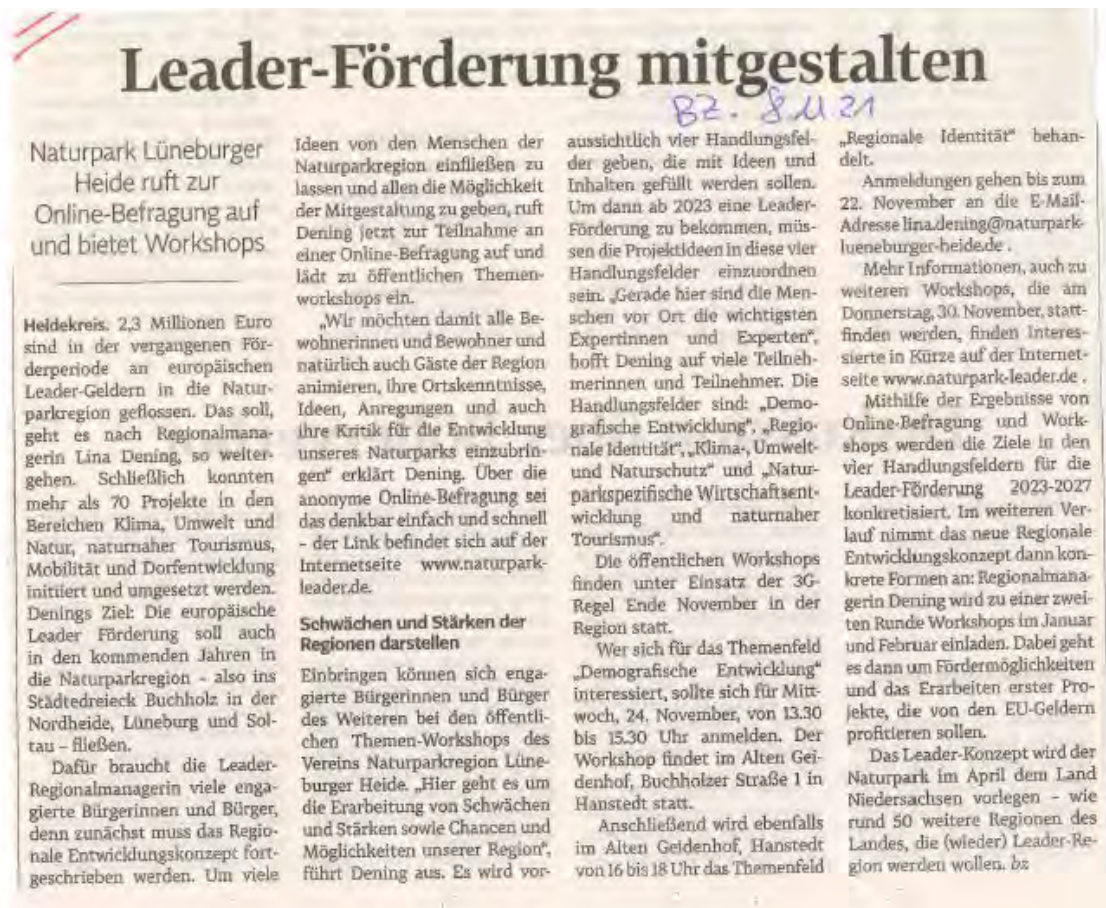 Leader-Förderung mitgestalten
BZ. 8.11.21
Naturpark Lüneburger
Heide ruft zur
Online-Befragung auf
und bietet Workshops
Heidekreis. 2,3 Millionen Euro
sind in der vergangenen För-
derperiode an europäischen
Leader-Geldern in die Natur-
parkregion geflossen. Das soll,
geht es nach Regionalmana-
gerin Lina Dening, so weiter-
gehen. Schließlich konnten
mehr als 70 Projekte in den
Bereichen Klima, Umwelt und
Natur, naturnaher Tourismus,
Mobilität und Dorfentwicklung
initiiert und umgesetzt werden.
Denings Ziel: Die europäische
Leader Förderung soll auch
in den kommenden Jahren in
die Naturparkregion – also ins
Städtedreieck Buchholz in der
Nordheide, Lüneburg und Sol-
tau – fließen.
Dafür braucht die Leader-
Regionalmanagerin viele enga-
gierte Bürgerinnen und Bürger,
denn zunächst muss das Regio-
nale Entwicklungskonzept fort-
geschrieben werden. Um viele
Ideen von den Menschen der
Naturparkregion einfließen zu
lassen und allen die Möglichkeit
der Mitgestaltung zu geben, ruft
Dening jetzt zur Teilnahme an
einer Online-Befragung auf und
lädt zu öffentlichen Themen-
workshops ein.
„Wir möchten damit alle Be-
wohnerinnen und Bewohner und
natürlich auch Gäste der Region
animieren, ihre Ortskenntnisse,
Ideen, Anregungen und auch
ihre Kritik für die Entwicklung
unseres Naturparks einzubrin-
gen“ erklärt Dening. Über die
anonyme Online-Befragung sei
das denkbar einfach und schnell
– der Link befindet sich auf der
Internetseite www.naturpark-
leader.de.
Schwächen und Stärken der
Regionen darstellen
Einbringen können sich enga-
gierte Bürgerinnen und Bürger
des Weiteren bei den öffentli-
chen Themen-Workshops des
Vereins Naturparkregion Lüne-
burger Heide. „Hier geht es um
die Erarbeitung von Schwächen
und Stärken sowie Chancen und
Möglichkeiten unserer Region“,
führt Dening aus. Es wird vor-
aussichtlich vier Handlungsfel-
der geben, die mit Ideen und
Inhalten gefüllt werden sollen.
Um dann ab 2023 eine Leader-
Förderung zu bekommen, müs-
sen die Projektideen in diese vier
Handlungsfelder einzuordnen
sein. „Gerade hier sind die Men-
schen vor Ort die wichtigsten
Expertinnen und Experten“,
hofft Dening auf viele Teilneh-
merinnen und Teilnehmer. Die
Handlungsfelder sind: „Demo-
grafische Entwicklung“, „Regio-
nale Identität“, „Klima-, Umwelt-
und Naturschutz“ und „Natur-
parkspezifische Wirtschaftsent-
wicklung und naturnaher
Tourismus“.
Die öffentlichen Workshops
finden unter Einsatz der 3G-
Regel Ende November in der
Region statt.
Wer sich für das Themenfeld
„Demografische Entwicklung“
interessiert, sollte sich für Mitt-
woch, 24. November, von 13.30
bis 15.30 Uhr anmelden. Der
Workshop findet im Alten Gei-
denhof, Buchholzer Straße 1 in
Hanstedt statt.
Anschließend wird ebenfalls
im Alten Geidenhof, Hanstedt
von 16 bis 18 Uhr das Themenfeld
„Regionale Identität“ behan-
delt.
Anmeldungen gehen bis zum
22. November an die E-Mail-
Adresse lina.dening@naturpark-
lueneburger-heide.de .
Mehr Informationen, auch zu
weiteren Workshops, die am
Donnerstag, 30. November, statt-
finden werden, finden Interes-
sierte in Kürze auf der Internet-
seite www.naturpark-leader.de .
Mithilfe der Ergebnisse von
Online-Befragung und Work-
shops werden die Ziele in den
vier Handlungsfeldern für die
Leader-Förderung 2023-2027
konkretisiert. Im weiteren Ver-
lauf nimmt das neue Regionale
Entwicklungskonzept dann kon-
krete Formen an: Regionalmana-
gerin Dening wird zu einer zwei-
ten Runde Workshops im Januar
und Februar einladen. Dabei geht
es dann um Fördermöglichkeiten
und das Erarbeiten erster Pro-
jekte, die von den EU-Geldern
profitieren sollen.
Das Leader-Konzept wird der
Naturpark im April dem Land
Niedersachsen vorlegen – wie
rund 50 weitere Regionen des
Landes, die (wieder) Leader-Re-
gion werden wollen. bz